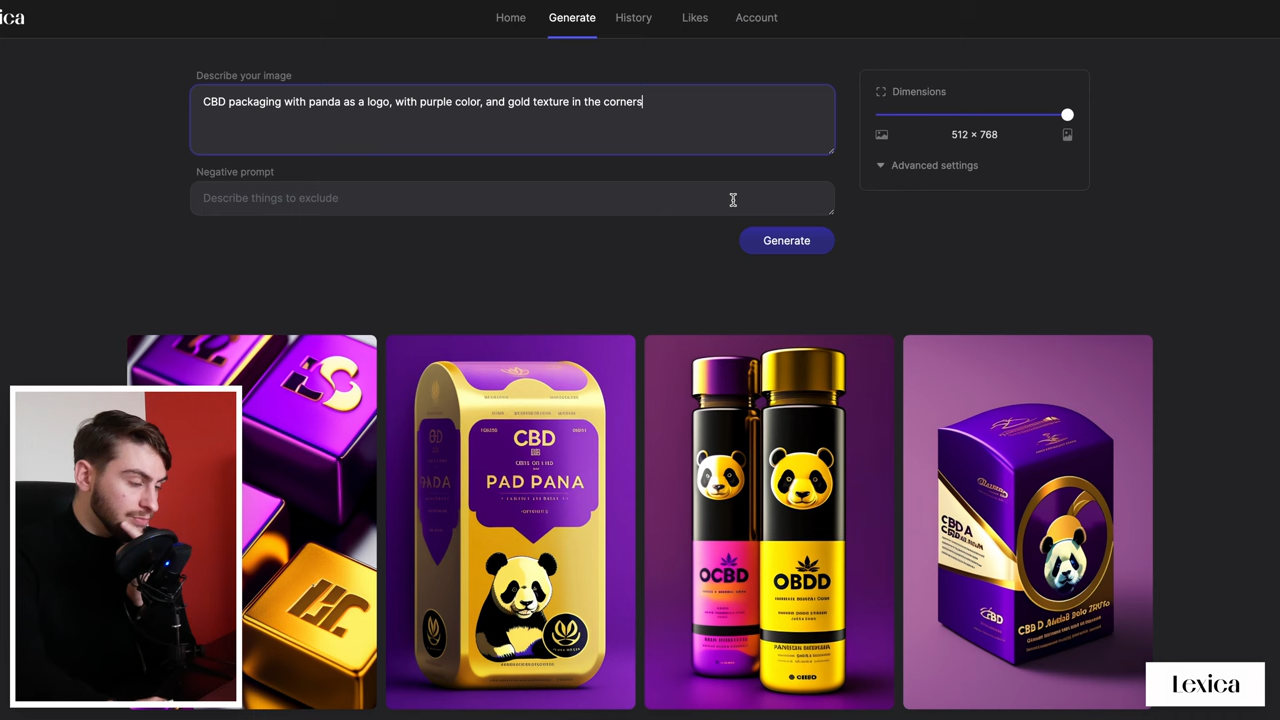 ica
Home
Generate
History
Likes
Account
Describe your image
CBD packaging with panda as a logo, with purple color, and gold texture in the corners
Dimensions
512 × 768
Advanced settings
Negative prompt
Describe things to exclude
Generate
CBD
PAD PANA
OCBD
OBDD
CBD
Lexica